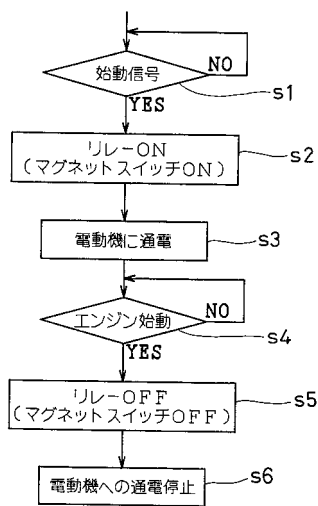 始動信号
NO
s1
YES
リレーON
(マグネットスイッチON)
s2
電動機に通電
s3
NO
エンジン始動
s4
YES
リレーOFF
(マグネットスイッチOFF)
s5
電動機への通電停止
s6